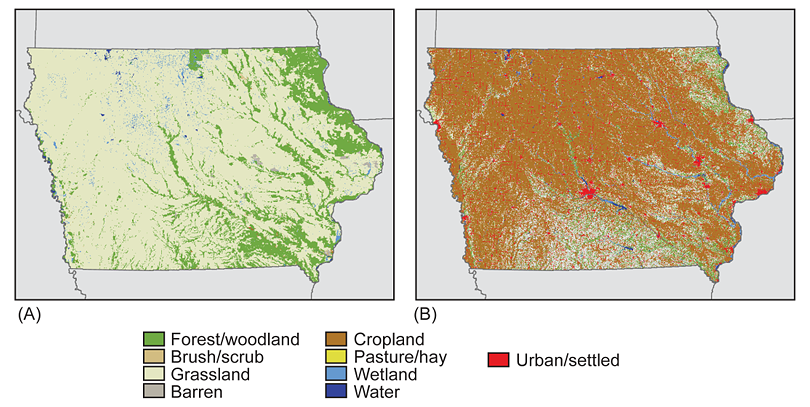 (A)
(B)
Forest/woodland
Brush/scrub
Grassland
Barren
Cropland
Pasture/hay
Wetland
Water
Urban/settled